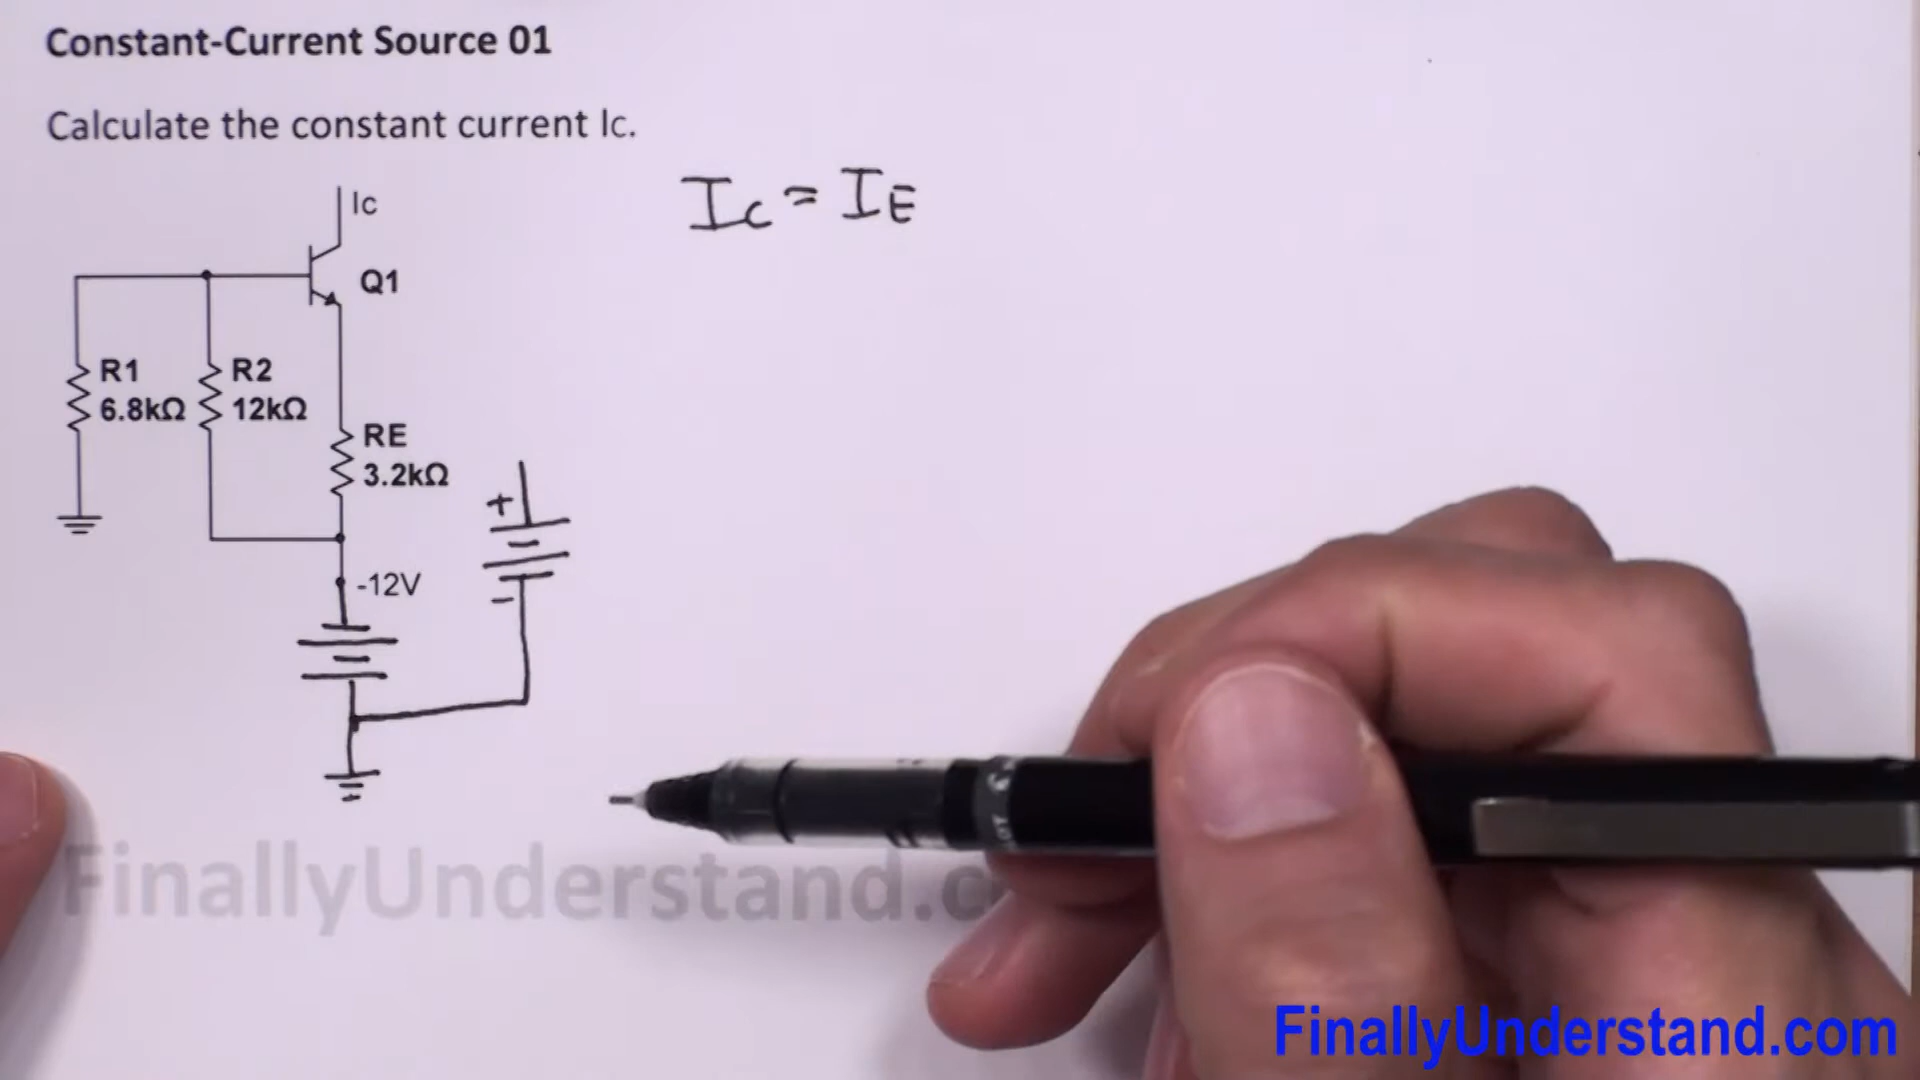 Constant-Current Source 01
Calculate the constant current Ic.
Ic = IE
Ic
Q1
R1
6.8kΩ
R2
12kΩ
RE
3.2kΩ
+
-12V
-
FinallyUnderstand.c
FinallyUnderstand.com